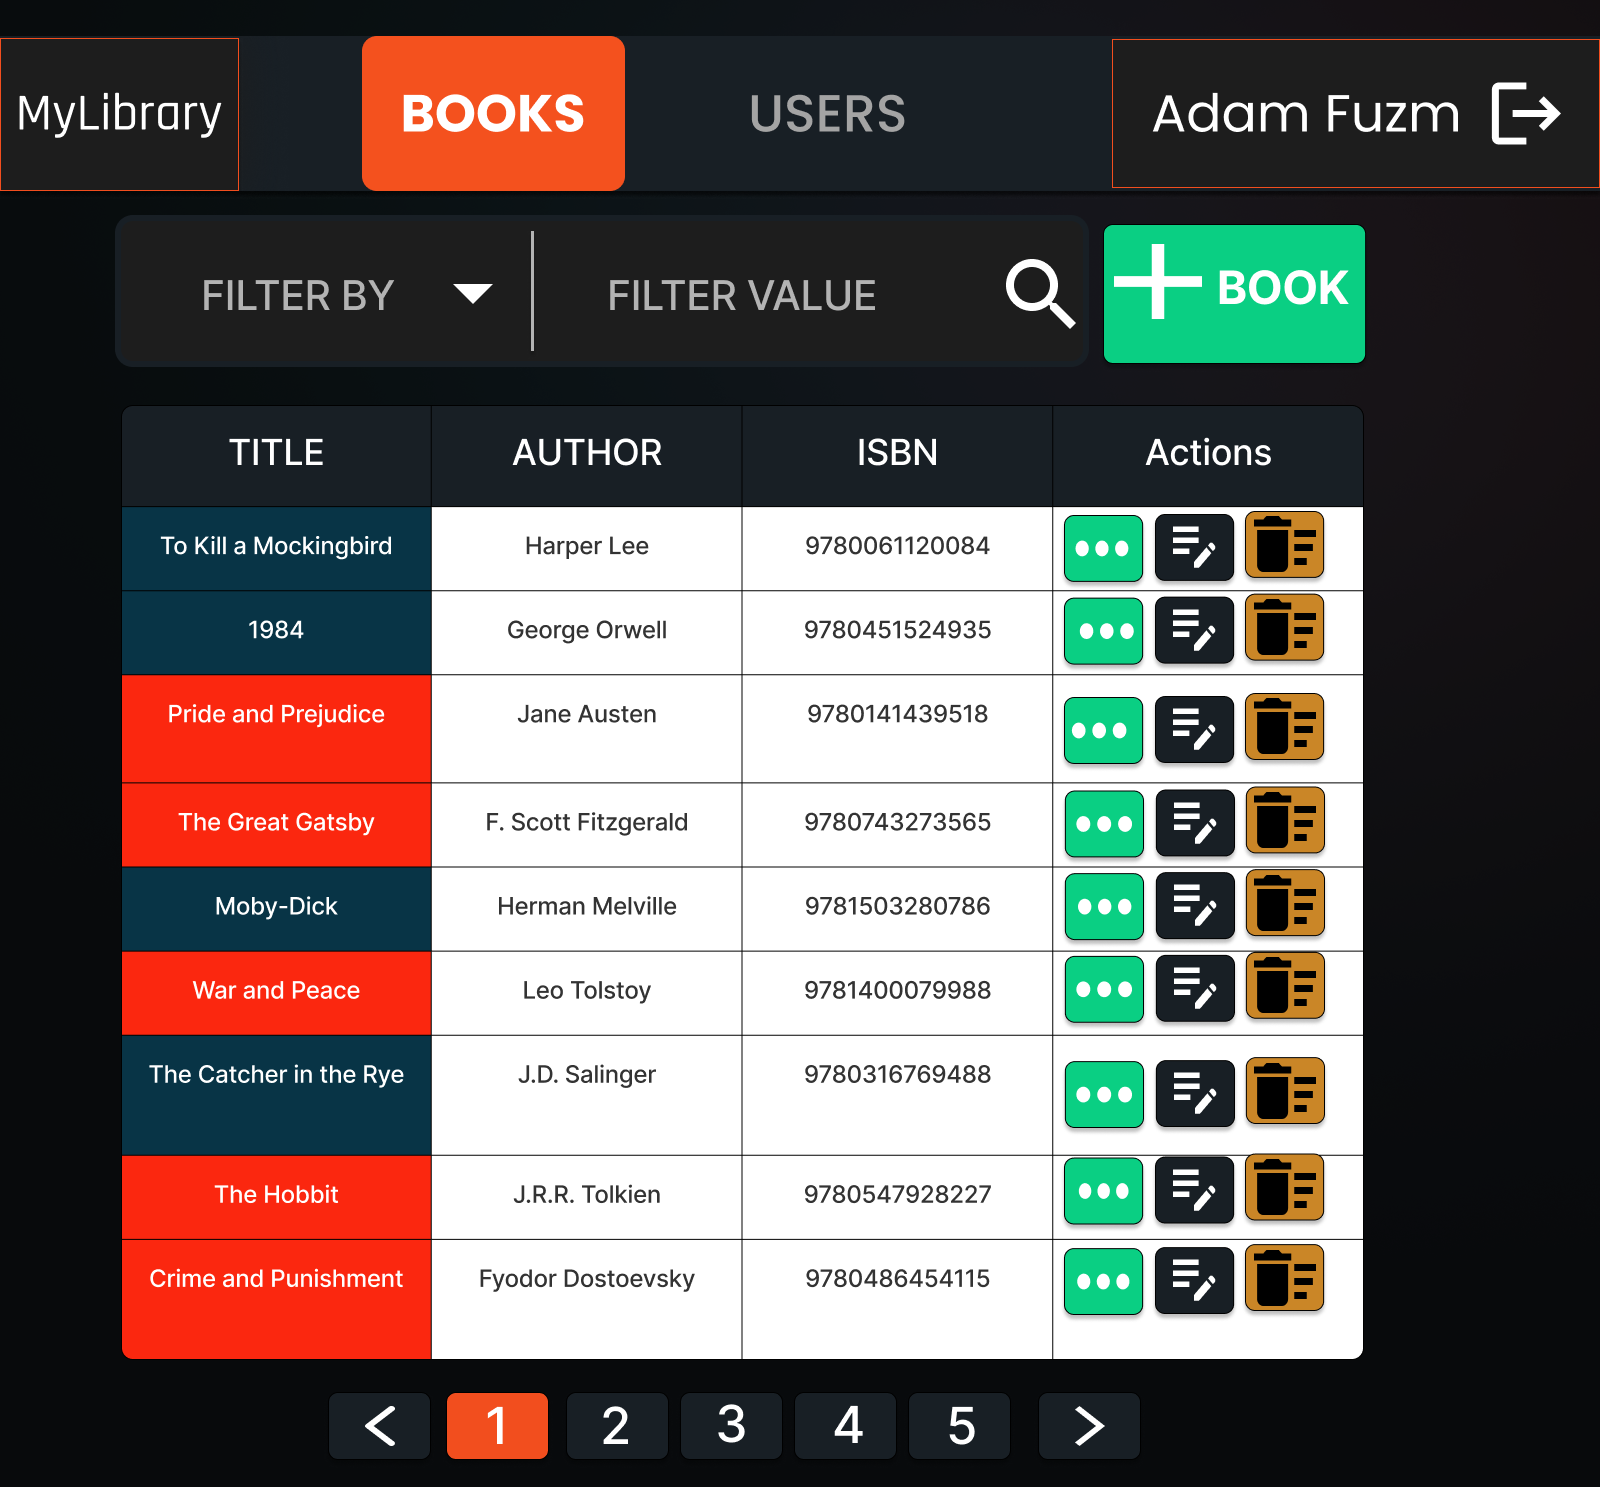 MyLibrary BOOKS USERS Adam Fuzm
FILTER BY FILTER VALUE BOOK
TITLE AUTHOR ISBN Actions
To Kill a Mockingbird Harper Lee 9780061120084
1984 George Orwell 9780451524935
Pride and Prejudice Jane Austen 9780141439518
The Great Gatsby F. Scott Fitzgerald 9780743273565
Moby-Dick Herman Melville 9781503280786
War and Peace Leo Tolstoy 9781400079988
The Catcher in the Rye J.D. Salinger 9780316769488
The Hobbit J.R.R. Tolkien 9780547928227
Crime and Punishment Fyodor Dostoevsky 9780486454115
1 2 3 4 5